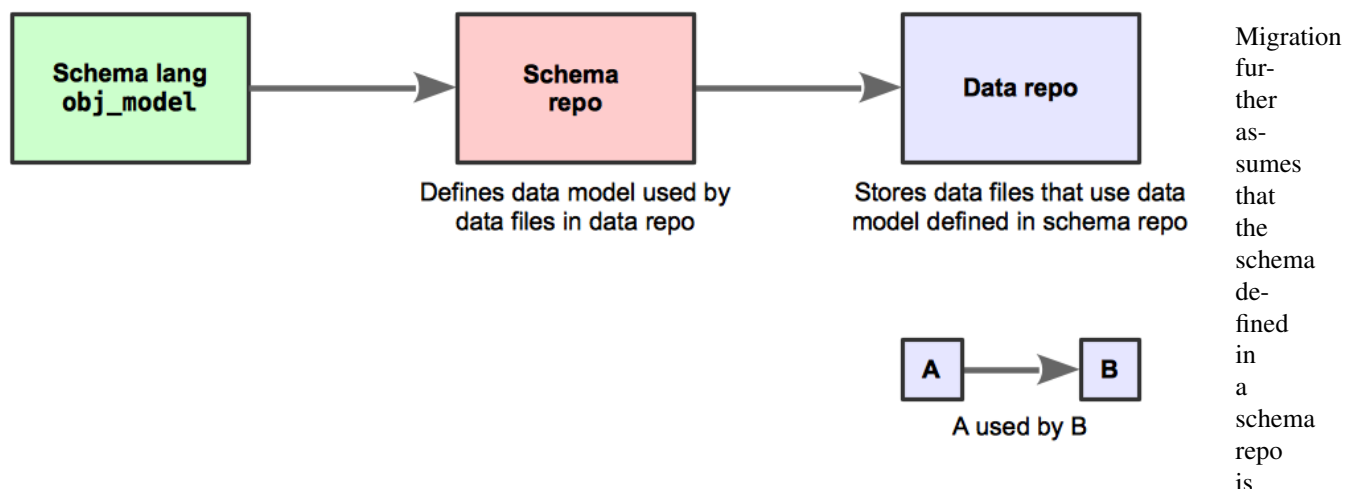 Schema lang
obj_model
Schema
repo
Data repo
Defines data model used by
data files in data repo
Stores data files that use data
model defined in schema repo
A
B
A used by B
Migration
fur-
ther
as-
sumes
that
the
schema
de-
fined
in
a
schema
repo
is